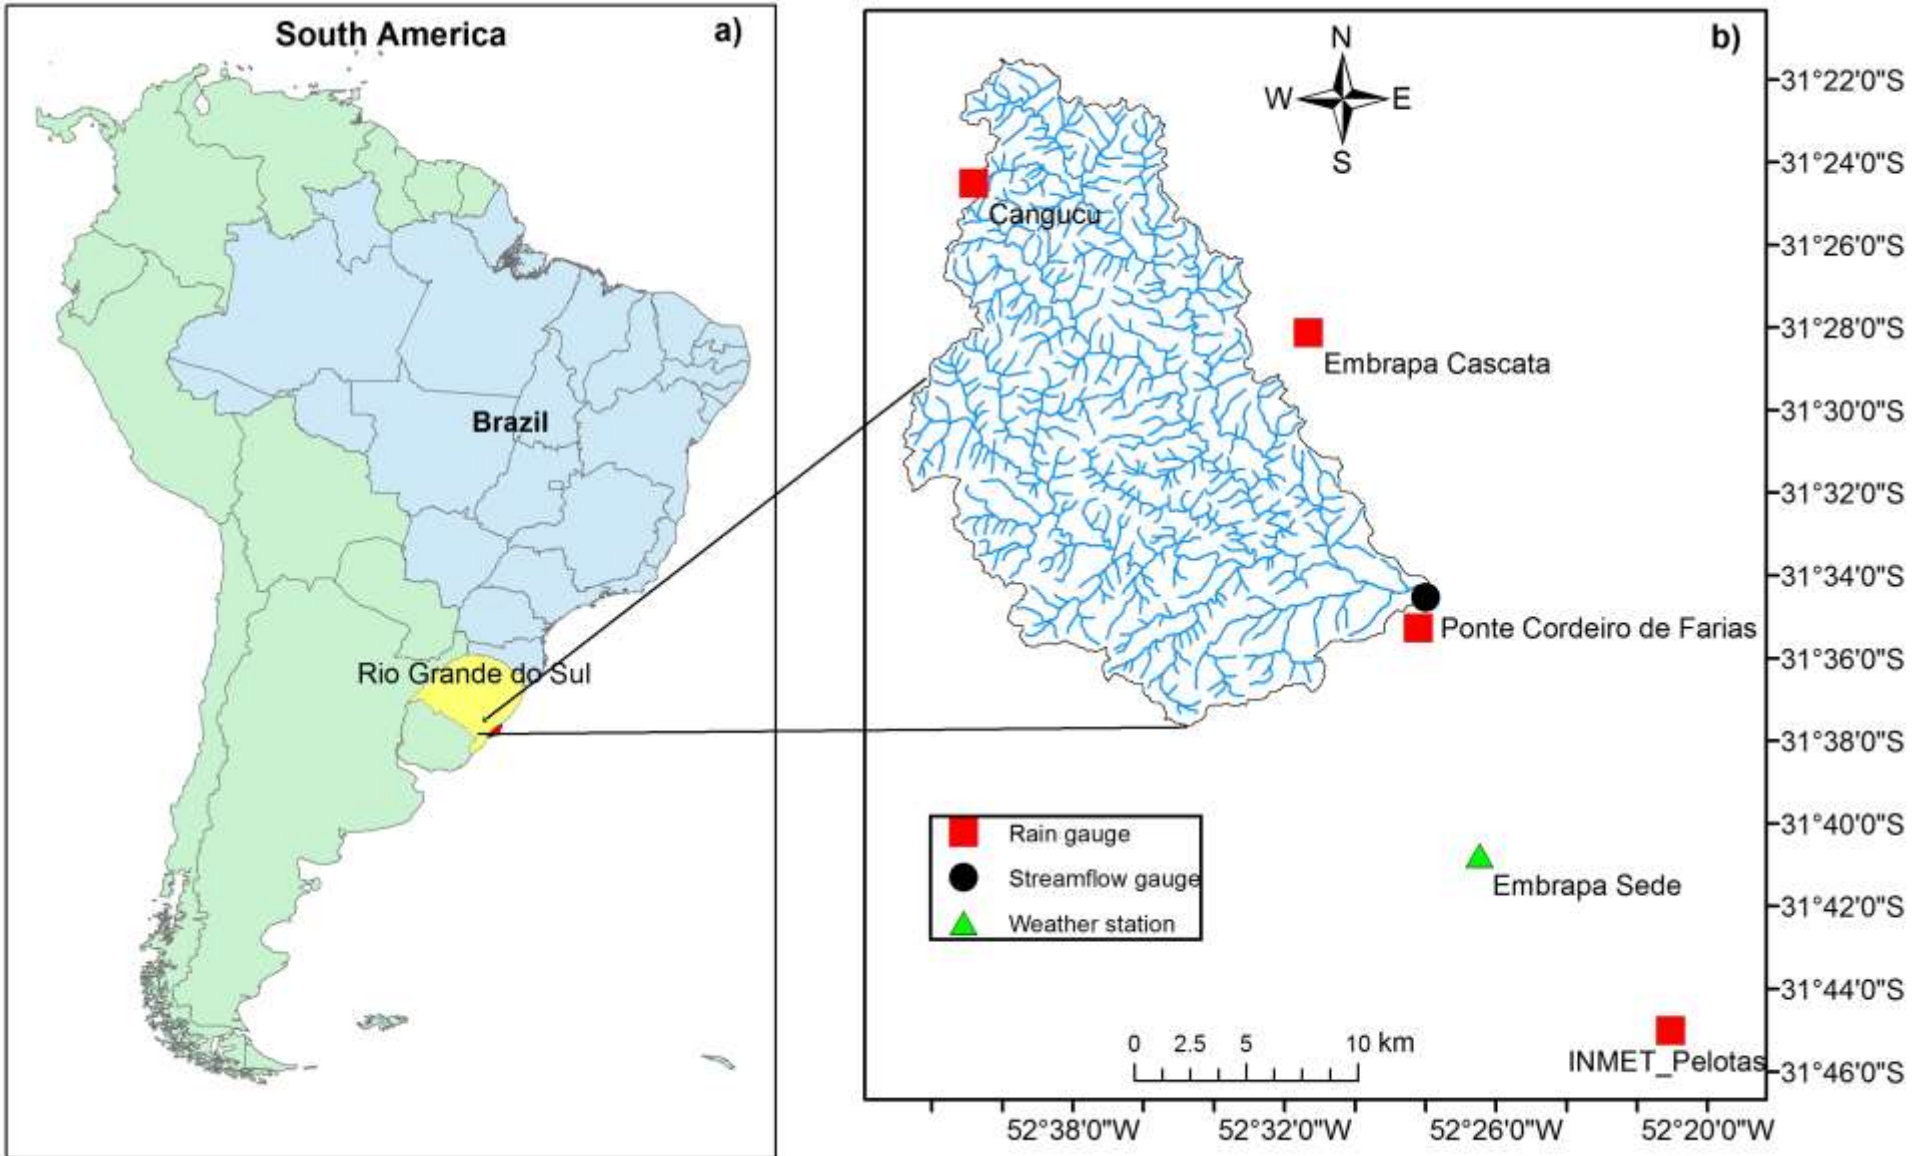 South America
a)
Brazil
Rio Grande do Sul
b)
N
W
E
S
Cangucu
Embrapa Cascata
Ponte Cordeiro de Farias
Embrapa Sede
INMET_Pelotas
Rain gauge
Streamflow gauge
Weather station
0 2.5 5 10 km
31°22'0"S
31°24'0"S
31°26'0"S
31°28'0"S
31°30'0"S
31°32'0"S
31°34'0"S
31°36'0"S
31°38'0"S
31°40'0"S
31°42'0"S
31°44'0"S
31°46'0"S
52°38'0"W 52°32'0"W 52°26'0"W 52°20'0"W